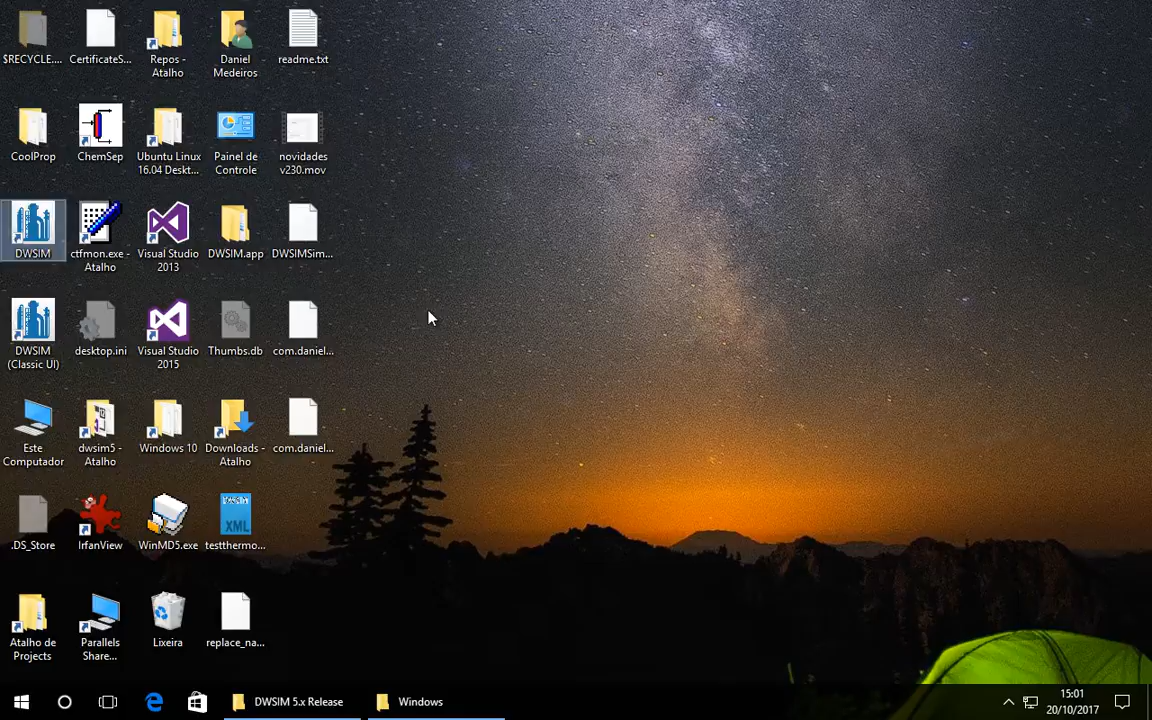 $RECYCLE....
CertificateS...
Repos -
Atalho
Daniel
Medeiros
readme.txt
CoolProp
ChemSep
Ubuntu Linux
16.04 Deskt...
Painel de
Controle
novidades
v230.mov
DWSIM
ctfmon.exe -
Atalho
Visual Studio
2013
DWSIM.app
DWSIMSim...
DWSIM
(Classic UI)
desktop.ini
Visual Studio
2015
Thumbs.db
com.daniel...
Este
Computador
dwsim5 -
Atalho
Windows 10
Downloads -
Atalho
com.daniel...
.DS_Store
IrfanView
WinMD5.exe
XML
testthermo...
Atalho de
Projects
Parallels
Share...
Lixeira
replace_na...
DWSIM 5.x Release
Windows
15:01
20/10/2017